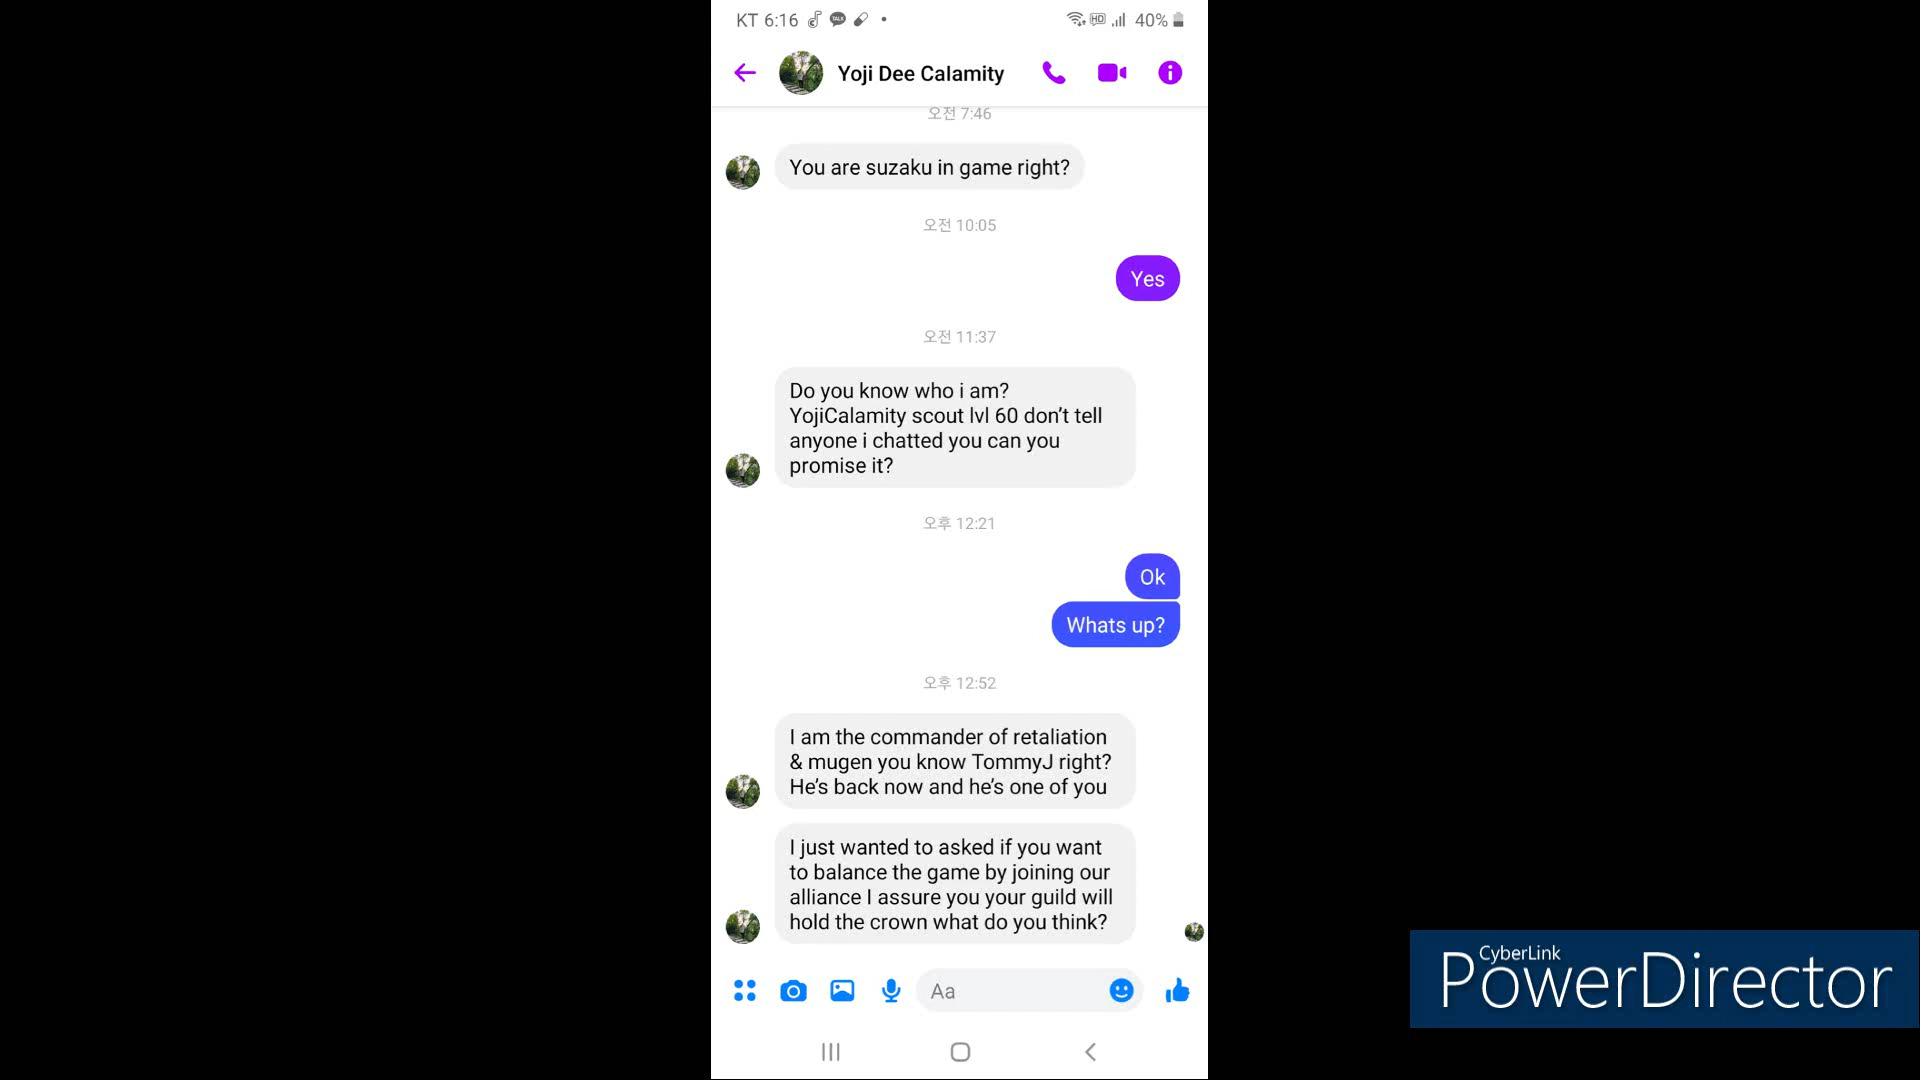 KT 6:16
HD
40%
Yoji Dee Calamity
오전 7:46
You are suzaku in game right?
오전 10:05
Yes
오전 11:37
Do you know who i am?
YojiCalamity scout lvl 60 don’t tell
anyone i chatted you can you
promise it?
오후 12:21
Ok
Whats up?
오후 12:52
I am the commander of retaliation
& mugen you know TommyJ right?
He’s back now and he’s one of you
I just wanted to asked if you want
to balance the game by joining our
alliance I assure you your guild will
hold the crown what do you think?
Aa
CyberLink
PowerDirector